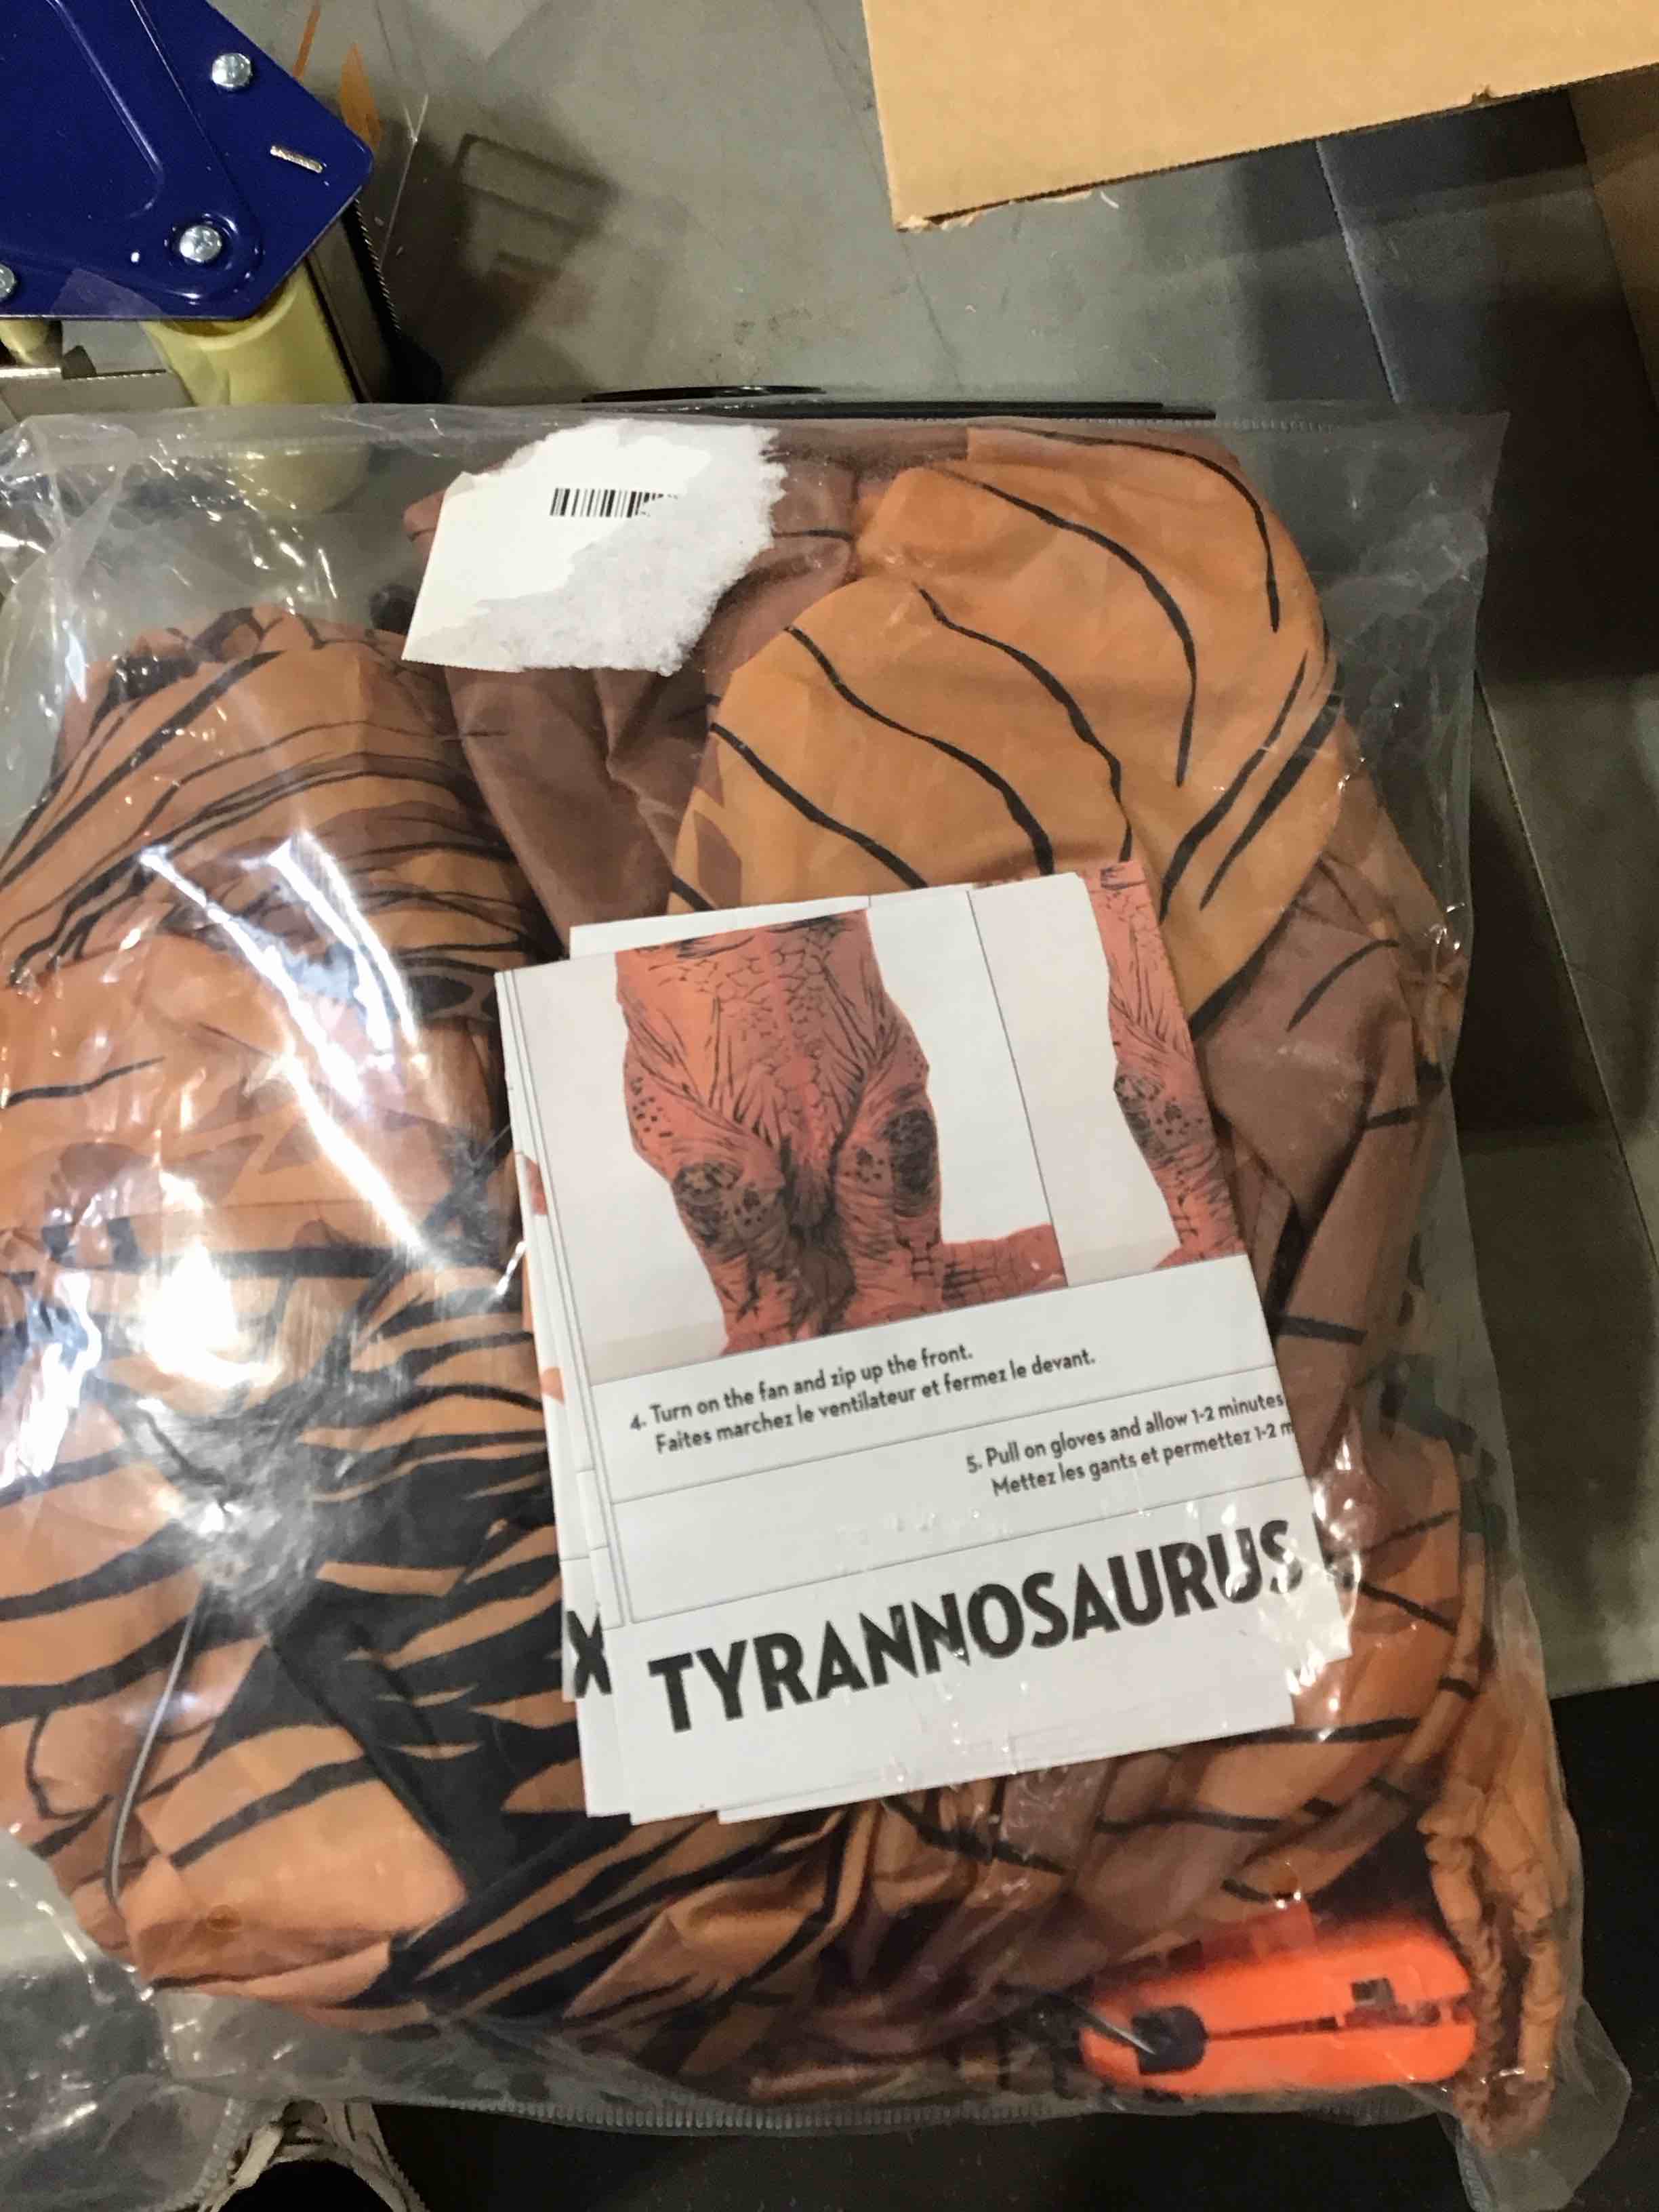 4. Turn on the fan and zip up the front.
Faites marchez le ventilateur et fermez le devant.
5. Pull on gloves and allow 1-2 minutes
Mettez les gants et permettez 1-2 m
X
TYRANNOSAURUS